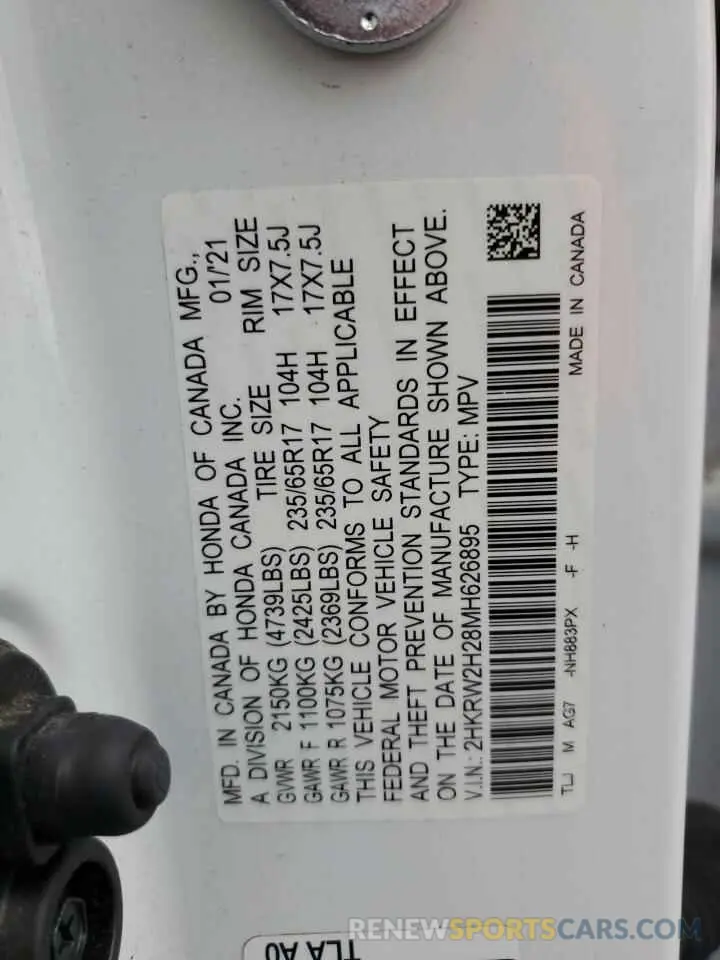 MFD. IN CANADA BY HONDA OF CANADA MFG.,
A DIVISION OF HONDA CANADA INC. 01/'21
GVWR 2150KG (4739LBS) TIRE SIZE RIM SIZE
GAWR F 1100KG (2425LBS) 235/65R17 104H 17X7.5J
GAWR R 1075KG (2369LBS) 235/65R17 104H 17X7.5J
THIS VEHICLE CONFORMS TO ALL APPLICABLE
FEDERAL MOTOR VEHICLE SAFETY
AND THEFT PREVENTION STANDARDS IN EFFECT
ON THE DATE OF MANUFACTURE SHOWN ABOVE.
V.I.N.: 2HKRW2H28MH626895 TYPE: MPV
M AG7 -NH883PX -F -H MADE IN CANADA
TLA A0
RENEWSPORTSCARS.COM